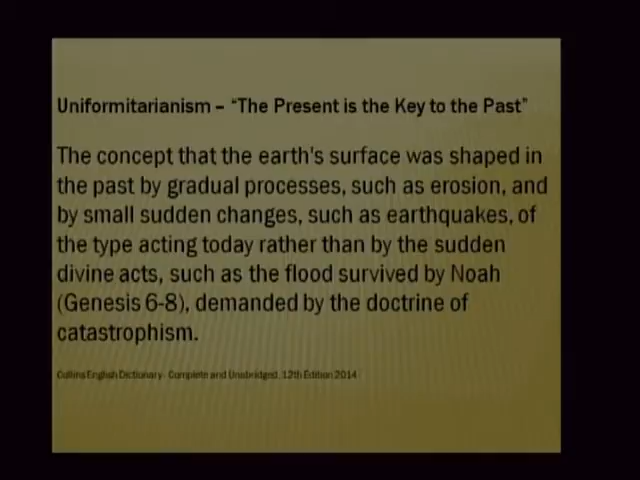 Uniformitarianism – “The Present is the Key to the Past”
The concept that the earth's surface was shaped in
the past by gradual processes, such as erosion, and
by small sudden changes, such as earthquakes, of
the type acting today rather than by the sudden
divine acts, such as the flood survived by Noah
(Genesis 6-8), demanded by the doctrine of
catastrophism.
Collins English Dictionary - Complete and Unabridged, 12th Edition 2014